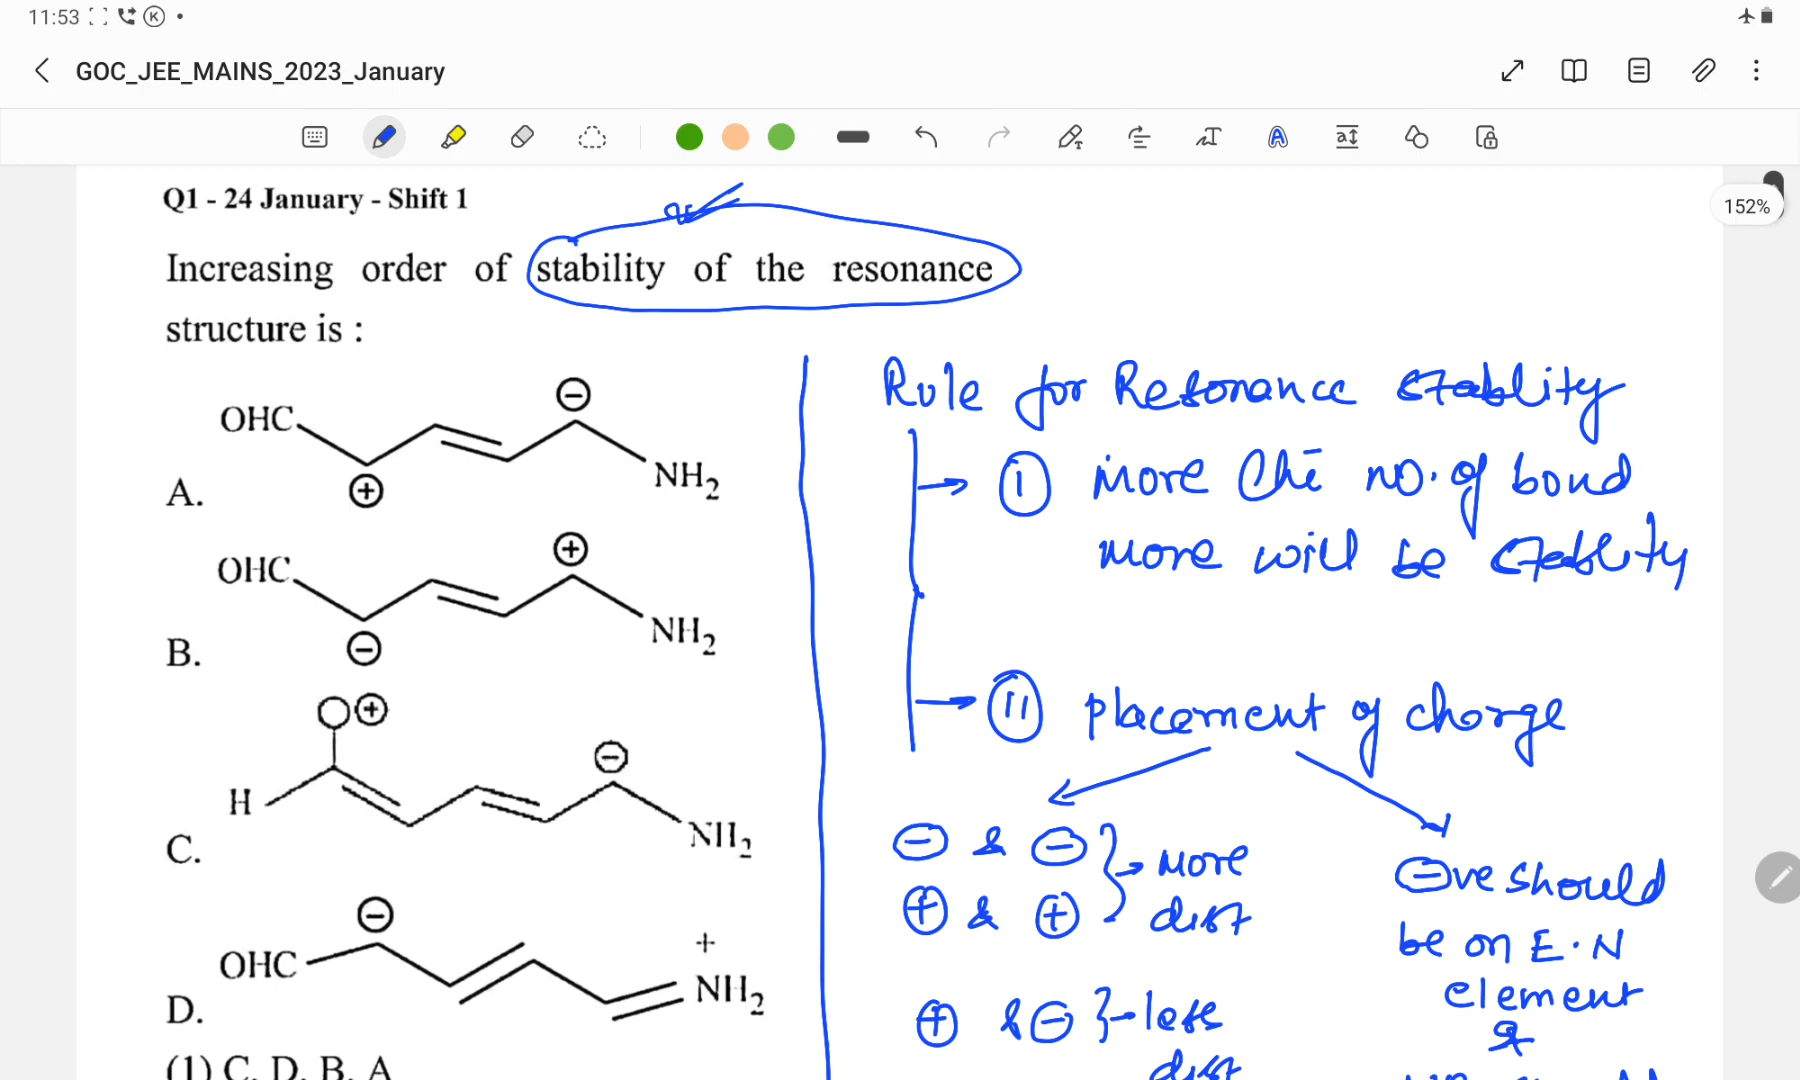 11:53
GOC_JEE_MAINS_2023_January
152%
Q1 - 24 January - Shift 1
Increasing order of stability of the resonance
structure is :
OHC
⊖
NH2
A.
⊕
OHC
⊕
NH2
B.
⊖
O⊕
⊖
H
NH2
C.
⊖
OHC
+
NH2
D.
(1) C, D, B, A
Rule for Resonance stablity
I more the no. of bond
more will be stablity
II placement of charge
⊖ & ⊖
⊕ & ⊕
more
dist
⊕ & ⊖ less
dist
⊖ve should
be on E.N
element
&